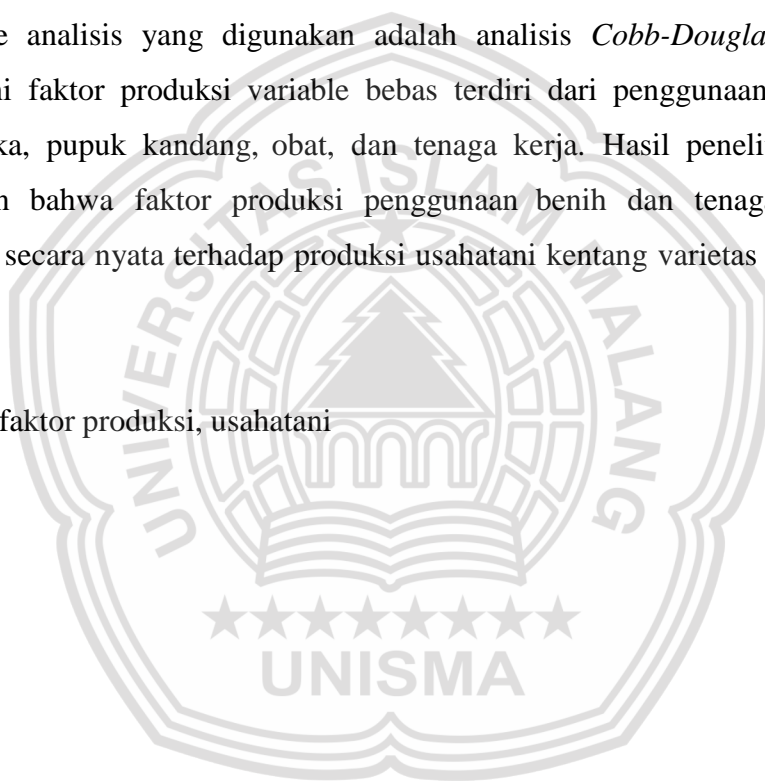 e analisis yang digunakan adalah analisis Cobb-Dougla
ni faktor produksi variable bebas terdiri dari penggunaan
ka, pupuk kandang, obat, dan tenaga kerja. Hasil peneli
n bahwa faktor produksi penggunaan benih dan tenaga
secara nyata terhadap produksi usahatani kentang varietas
faktor produksi, usahatani
UNIVERSITAS ISLAM MALANG
UNISMA